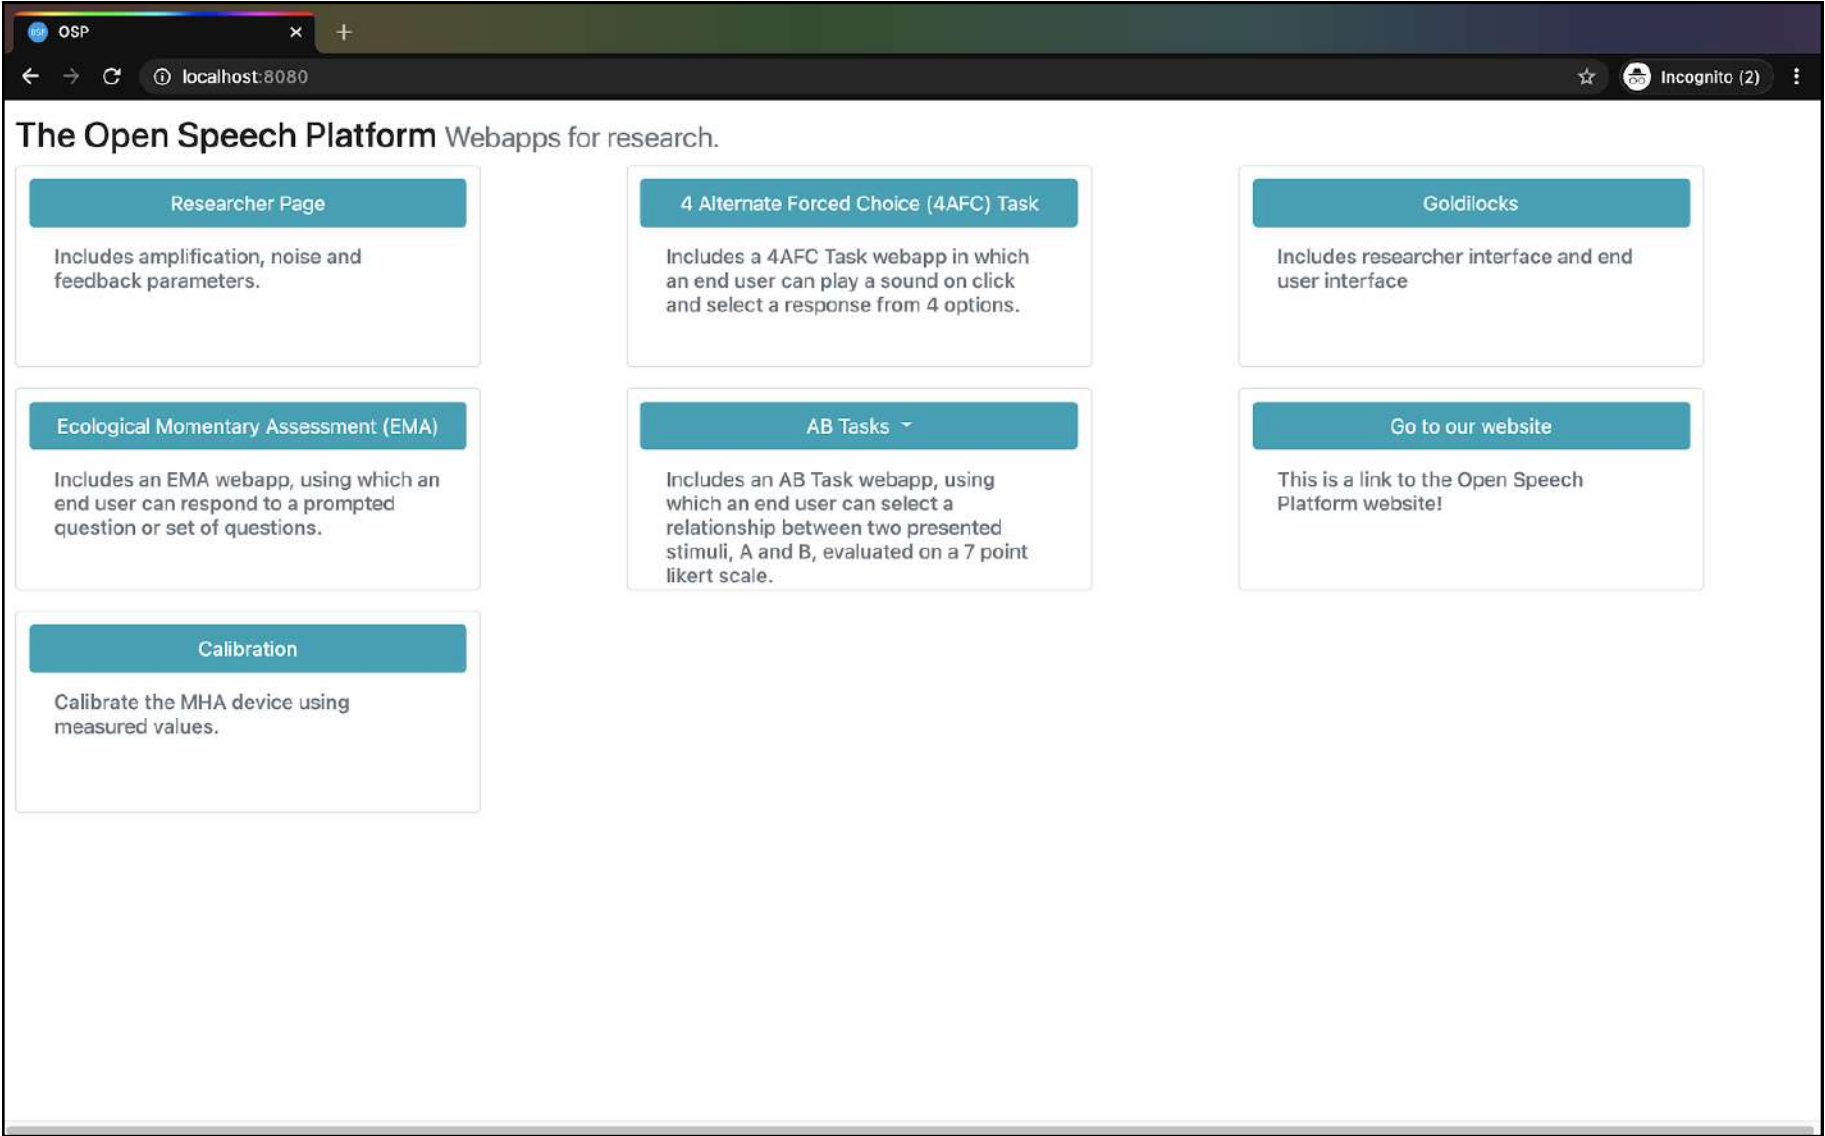 OSP
localhost:8080
Incognito (2)
The Open Speech Platform Webapps for research.
Researcher Page
Includes amplification, noise and
feedback parameters.
4 Alternate Forced Choice (4AFC) Task
Includes a 4AFC Task webapp in which
an end user can play a sound on click
and select a response from 4 options.
Goldilocks
Includes researcher interface and end
user interface
Ecological Momentary Assessment (EMA)
Includes an EMA webapp, using which an
end user can respond to a prompted
question or set of questions.
AB Tasks
Includes an AB Task webapp, using
which an end user can select a
relationship between two presented
stimuli, A and B, evaluated on a 7 point
likert scale.
Go to our website
This is a link to the Open Speech
Platform website!
Calibration
Calibrate the MHA device using
measured values.